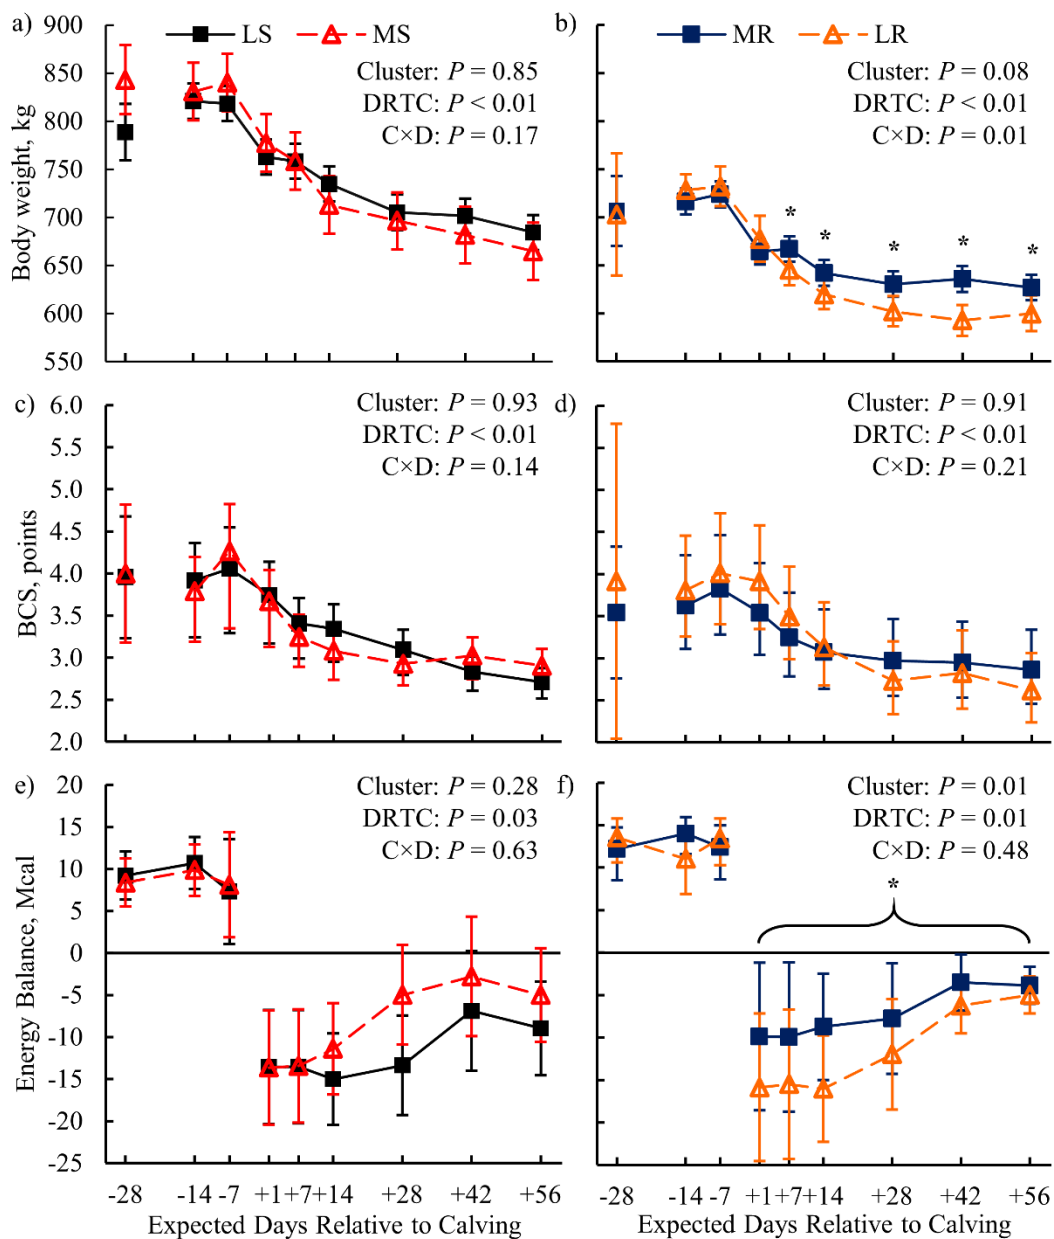 a)
900
850
800
750
700
650
600
550
Body weight, kg
LS
MS
Cluster: P = 0.85
DRTC: P < 0.01
C×D: P = 0.17
b)
MR
LR
Cluster: P = 0.08
DRTC: P < 0.01
C×D: P = 0.01
* * * * *
c)
6.0
5.5
5.0
4.5
4.0
3.5
3.0
2.5
2.0
BCS, points
Cluster: P = 0.93
DRTC: P < 0.01
C×D: P = 0.14
d)
Cluster: P = 0.91
DRTC: P < 0.01
C×D: P = 0.21
e)
20
15
10
5
0
-5
-10
-15
-20
-25
Energy Balance, Mcal
Cluster: P = 0.28
DRTC: P = 0.03
C×D: P = 0.63
f)
Cluster: P = 0.01
DRTC: P = 0.01
C×D: P = 0.48
*
-28 -14 -7 +1 +7 +14 +28 +42 +56
Expected Days Relative to Calving
-28 -14 -7 +1 +7 +14 +28 +42 +56
Expected Days Relative to Calving